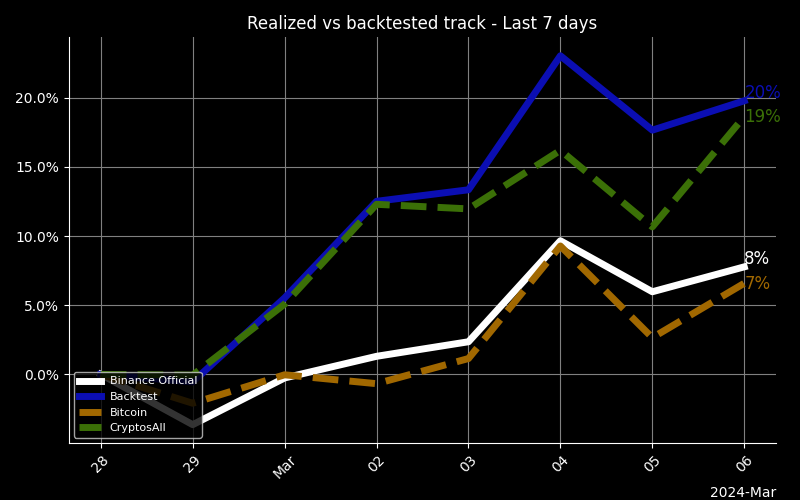 Realized vs backtested track - Last 7 days
20.0%
15.0%
10.0%
5.0%
0.0%
20%
19%
8%
7%
Binance Official
Backtest
Bitcoin
CryptosAll
28
29
Mar
02
03
04
05
06
2024-Mar